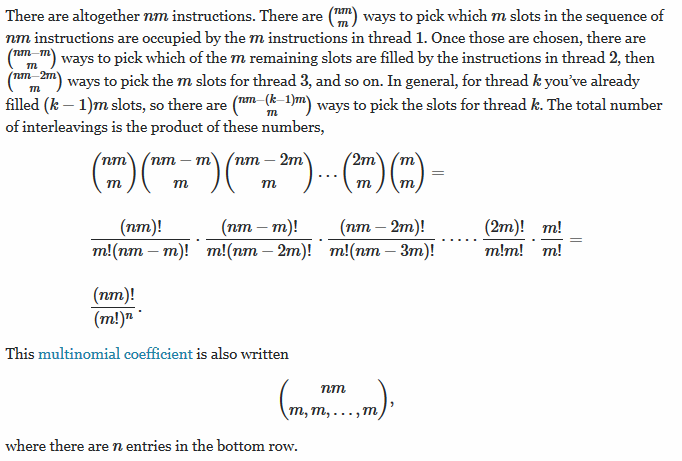 There are altogether nm instructions. There are $\binom{nm}{m}$ ways to pick which m slots in the sequence of
nm instructions are occupied by the m instructions in thread 1. Once those are chosen, there are
$\binom{nm-m}{m}$ ways to pick which of the m remaining slots are filled by the instructions in thread 2, then
$\binom{nm-2m}{m}$ ways to pick the m slots for thread 3, and so on. In general, for thread k you’ve already
filled (k − 1)m slots, so there are $\binom{nm-(k-1)m}{m}$ ways to pick the slots for thread k. The total number
of interleavings is the product of these numbers,
$\binom{nm}{m}\binom{nm-m}{m}\binom{nm-2m}{m}\cdots\binom{2m}{m}\binom{m}{m}=$
$\frac{(nm)!}{m!(nm-m)!}\cdot\frac{(nm-m)!}{m!(nm-2m)!}\cdot\frac{(nm-2m)!}{m!(nm-3m)!}\cdot\cdots\cdot\frac{(2m)!}{m!m!}\cdot\frac{m!}{m!}=$
$\frac{(nm)!}{(m!)^n}.$
This multinomial coefficient is also written
$\binom{nm}{m,m,\ldots,m},$
where there are n entries in the bottom row.